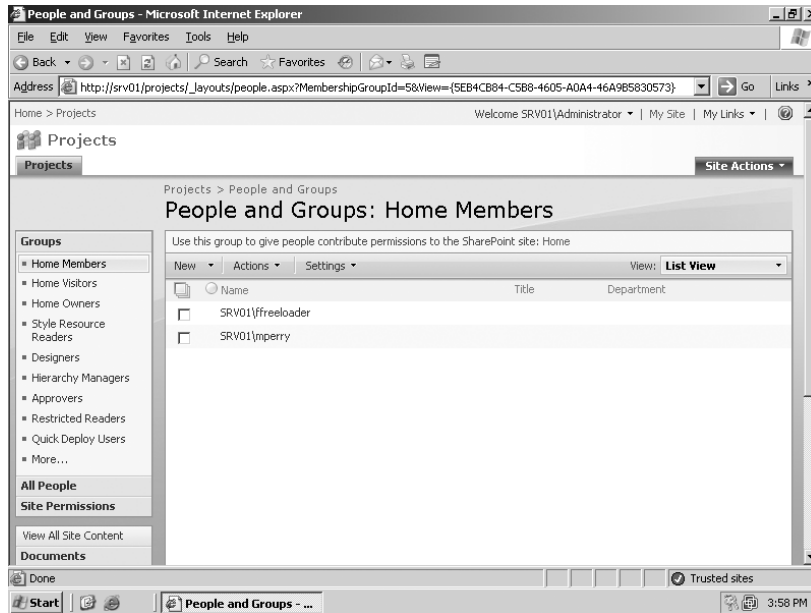 People and Groups - Microsoft Internet Explorer
File Edit View Favorites Tools Help
Back Search Favorites
Address http://srv01/projects/_layouts/people.aspx?MembershipGroupId=5&View={5EB4CB84-C5B8-4605-A0A4-46A9B5830573} Go Links
Home > Projects Welcome SRV01\Administrator | My Site | My Links |
Projects
Projects Site Actions
Projects > People and Groups
People and Groups: Home Members
Groups
Use this group to give people contribute permissions to the SharePoint site: Home
Home Members
New Actions Settings View: List View
Home Visitors
Name Title Department
Home Owners
SRV01\ffreeloader
Style Resource
Readers
SRV01\mperry
Designers
Hierarchy Managers
Approvers
Restricted Readers
Quick Deploy Users
More...
All People
Site Permissions
View All Site Content
Documents
Done Trusted sites
Start People and Groups - ... 3:58 PM